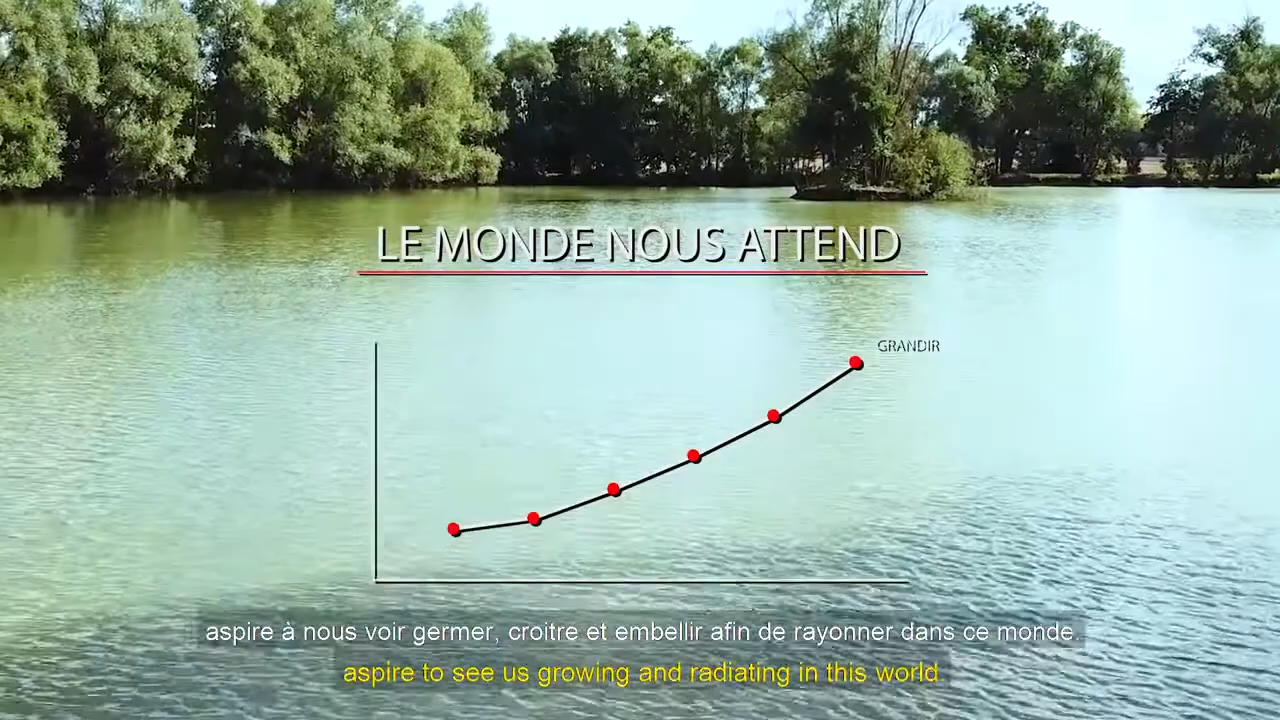 LE MONDE NOUS ATTEND
GRANDIR
aspire à nous voir germer, croitre et embellir afin de rayonner dans ce monde.
aspire to see us growing and radiating in this world.